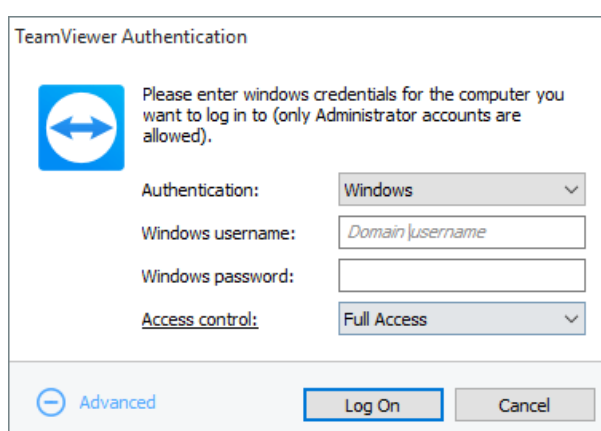 TeamViewer Authentication
Please enter windows credentials for the computer you
want to log in to (only Administrator accounts are
allowed).
Authentication: Windows
Windows username: Domain\username
Windows password:
Access control: Full Access
Advanced Log On Cancel